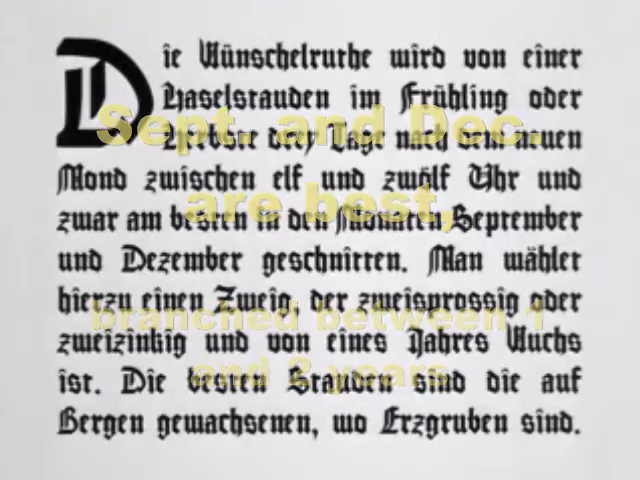 Die Wünschelruthe wird von einer
Haselstauden im Frühling oder
Herbste drey Tage nach dem neuen
Mond zwischen elf und zwölf Uhr und
zwar am besten in den Monaten September
und Dezember geschnitten. Man wählet
hierzu einen Zweig, der zweisprossig oder
zweizinkig und von eines Jahres Wuchs
ist. Die besten Stauden sind die auf
Bergen gewachsenen, wo Erzgruben sind.
Sept. and Dec.
are best,
branched between 1
and 2 years